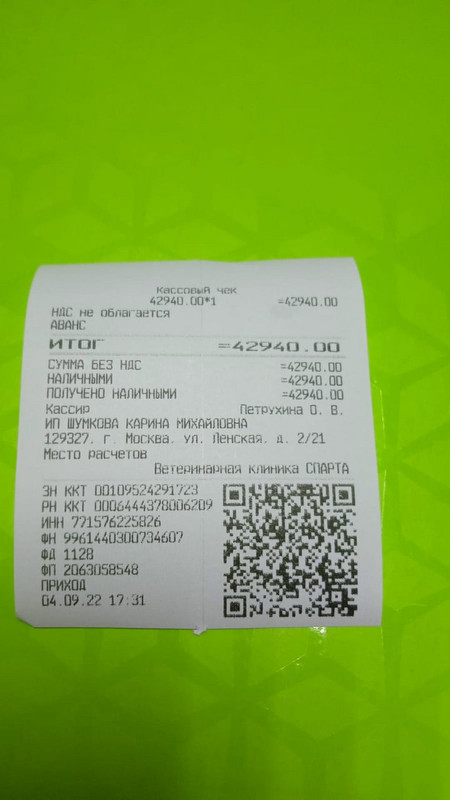 Кассовый чек
42940.00*1 =42940.00
НДС не облагается
АВАНС
ИТОГ =42940.00
СУММА БЕЗ НДС =42940.00
НАЛИЧНЫМИ =42940.00
ПОЛУЧЕНО НАЛИЧНЫМИ =42940.00
Кассир Петрухина О. В.
ИП ШУМКОВА КАРИНА МИХАЙЛОВНА
129327. г. Москва. ул. Ленская. д. 2/21
Место расчетов
Ветеринарная клиника СПАРТА
ЗН ККТ 00109524291723
РН ККТ 0006444378006209
ИНН 771576225826
ФН 9961440300734607
ФД 1128
ФП 2063058548
ПРИХОД
04.09.22 17:31